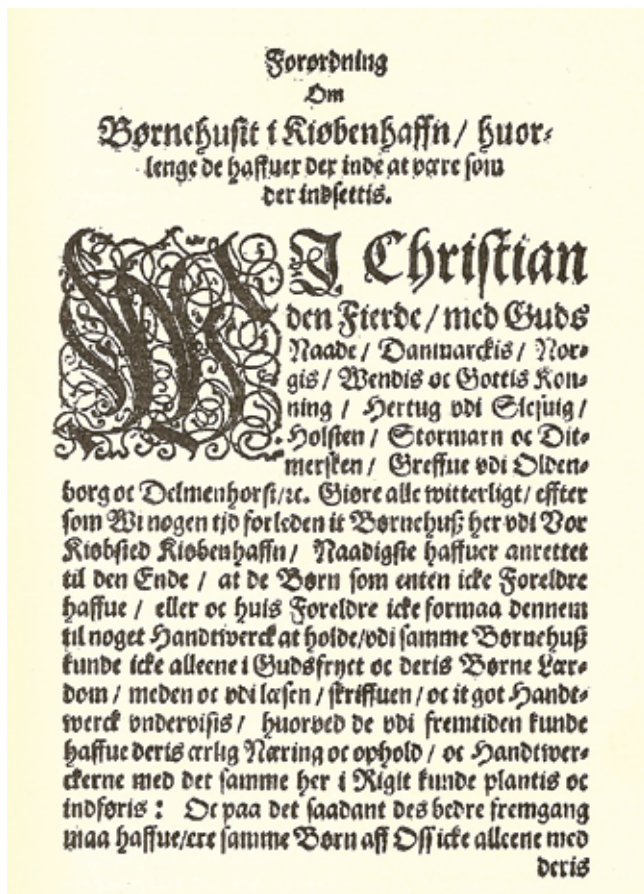 Forordning
Om
Børnehusit i Kiøbenhaffn/ huor-
lenge de haffuer der inde at være som
der indsettis.
WI Christian
den Fierde/ med Guds
Naade/ Danmarckis/ Nor-
gis/ Wendis oc Gottis Kon-
ning/ Hertug vdi Slesuig/
Holsten/ Stormarn oc Dit-
mersken/ Greffue vdi Olden-
borg oc Delmenhorst/ꝛc. Giøre alle witterligt/ effter
som Wi nogen tjd forleden it Børnehuß her vdi Vor
Kiøbsted Kiøbenhaffn/ Naadigste haffuer anrettet
til den Ende/ at de Børn som enten icke Foreldre
haffue/ eller oc huis Foreldre icke formaa dennem
til noget Handtwerck at holde/vdi samme Børnehuß
kunde icke alleene i Gudsfryct oc deris Børne Lær-
dom/ meden oc vdi læsen/ skriffuen/ oc it got Handt-
werck vndervisis/ huorved de vdi fremtiden kunde
haffue deris ærlig Næring oc ophold/ oc Handtwer-
ckerne med det samme her i Rigit kunde plantis oc
indføris: Oc paa det saadant des bedre fremgang
maa haffue/ere samme Børn aff Oss icke alleene med
deris